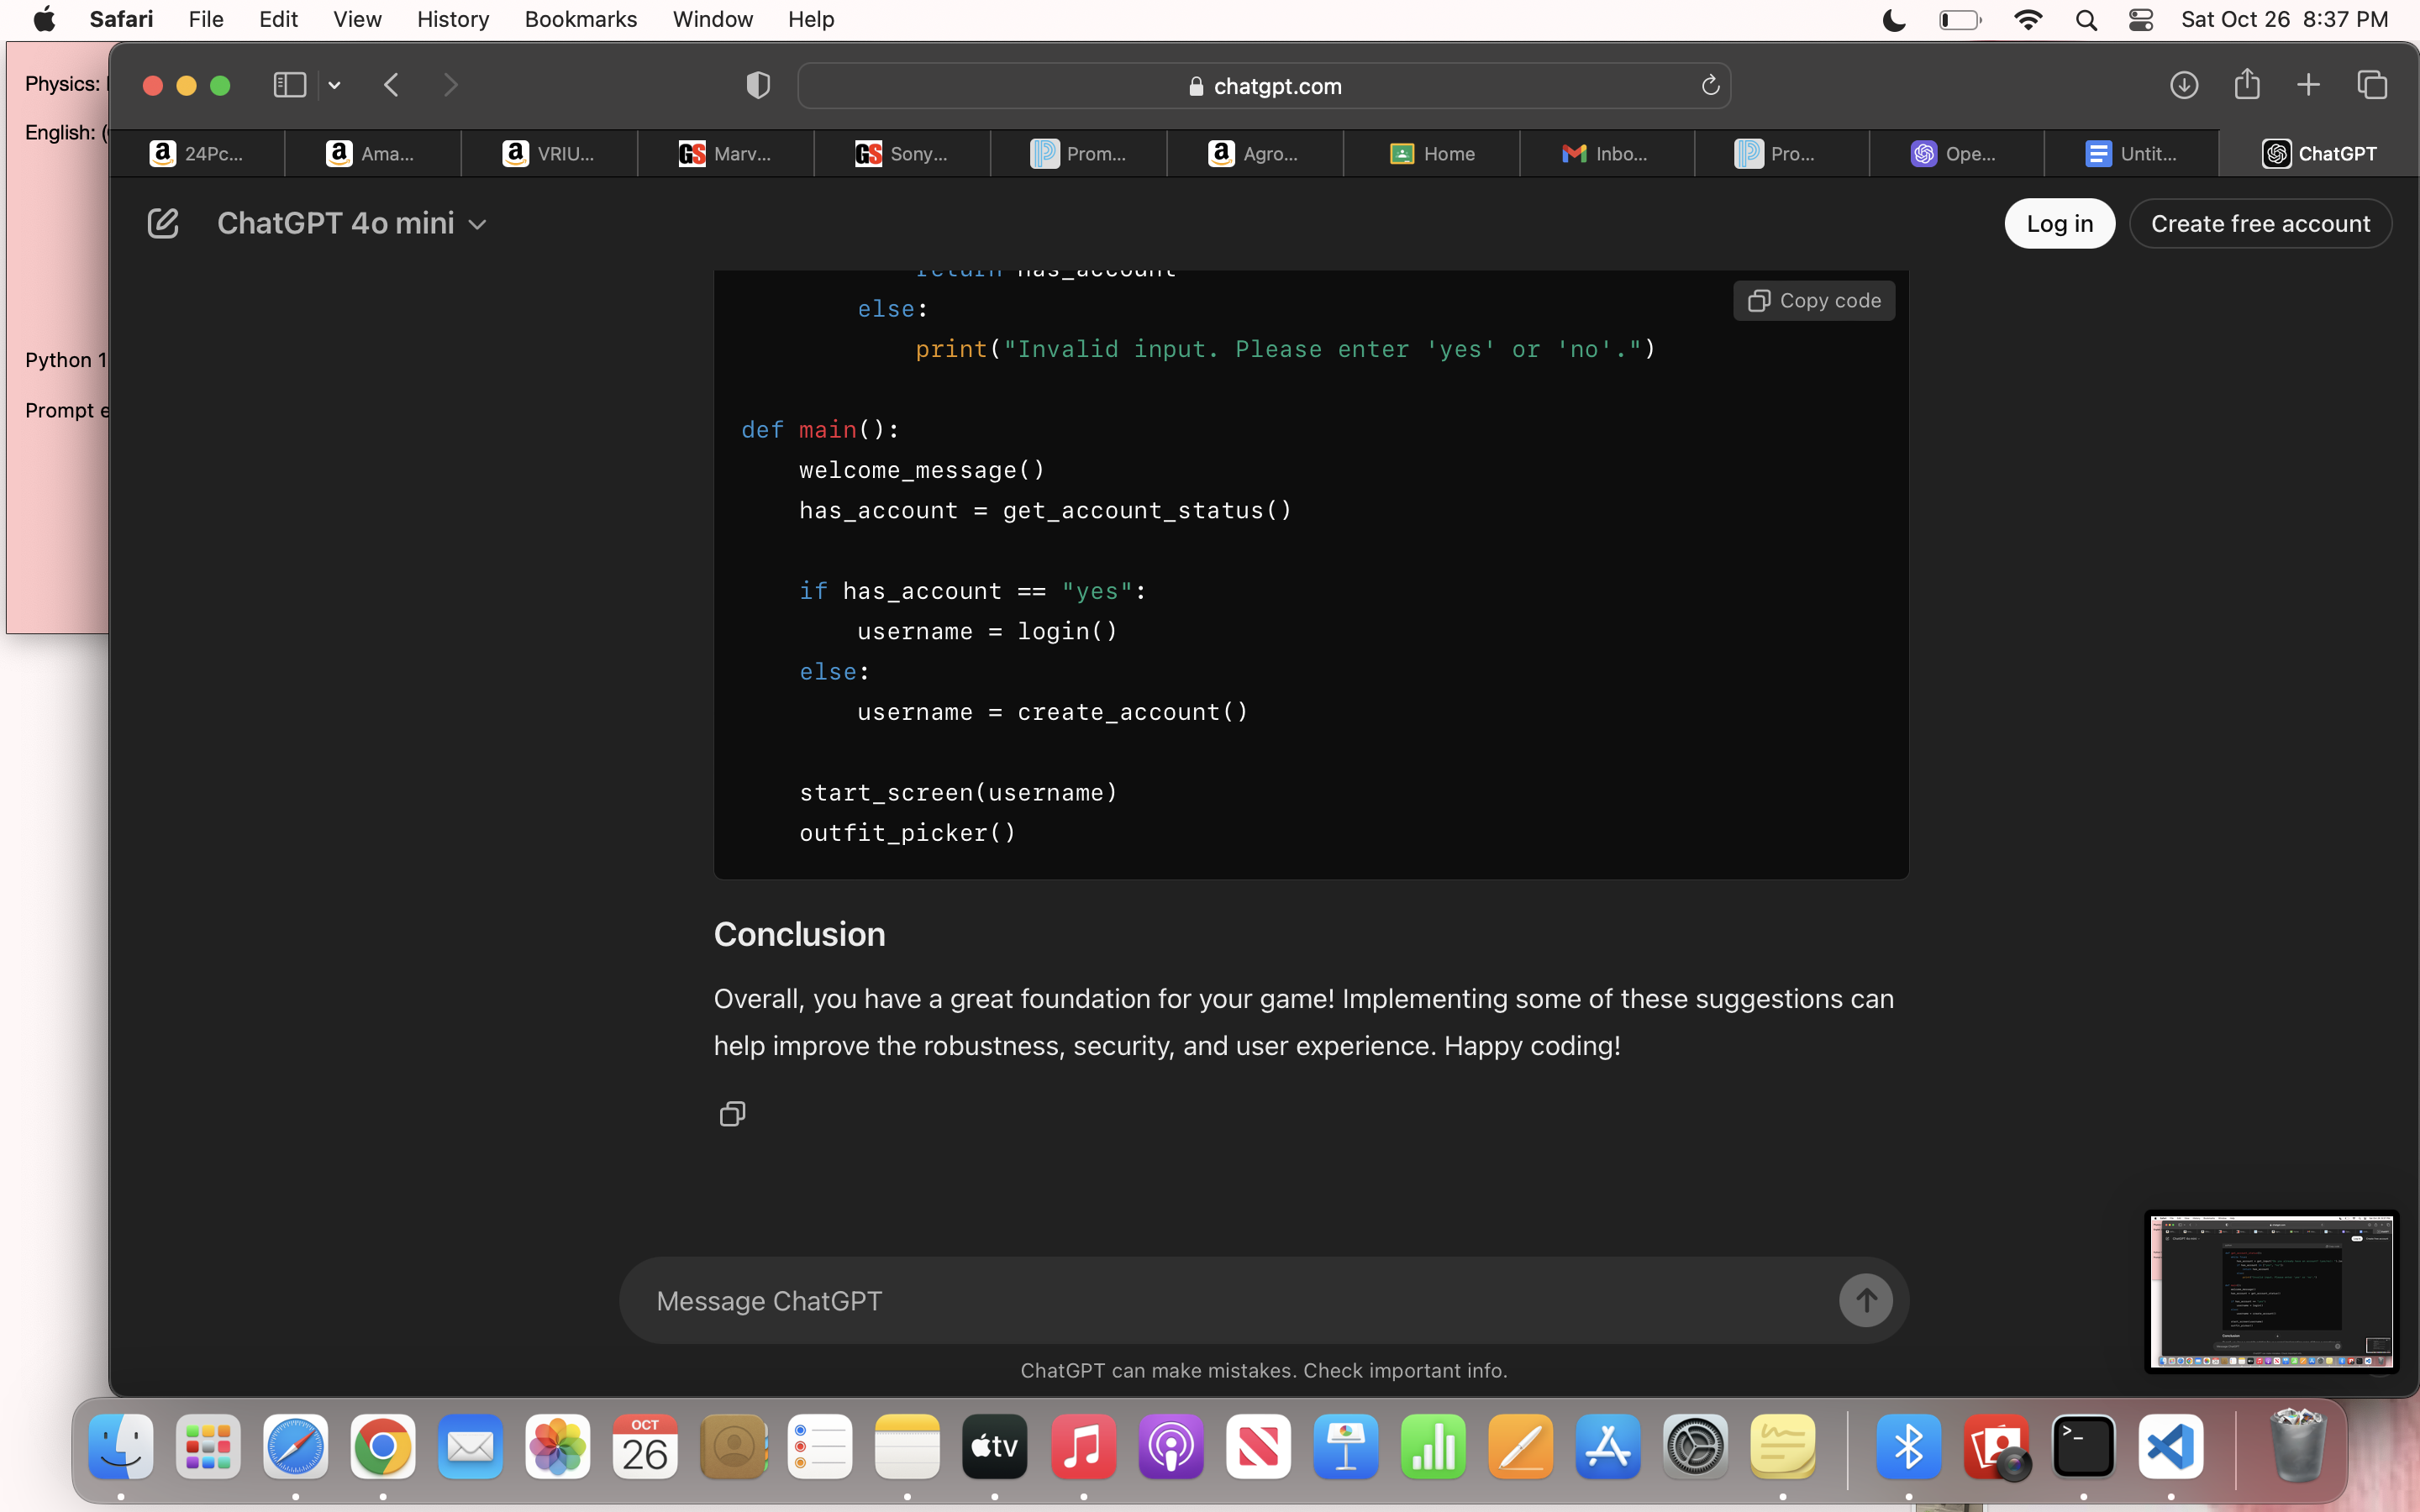 Safari File Edit View History Bookmarks Window Help Sat Oct 26 8:37 PM
Physics:
English: (
Python 1
Prompt e
chatgpt.com
24Pc... Ama... VRIU... GS Marv... GS Sony... Prom... Agro... Home Inbo... Pro... Ope... Untit... ChatGPT
ChatGPT 4o mini Log in Create free account
return has_account
Copy code
else:
print("Invalid input. Please enter 'yes' or 'no'.")
def main():
welcome_message()
has_account = get_account_status()
if has_account == "yes":
username = login()
else:
username = create_account()
start_screen(username)
outfit_picker()
Conclusion
Overall, you have a great foundation for your game! Implementing some of these suggestions can
help improve the robustness, security, and user experience. Happy coding!
Message ChatGPT
ChatGPT can make mistakes. Check important info.
OCT
26
tv